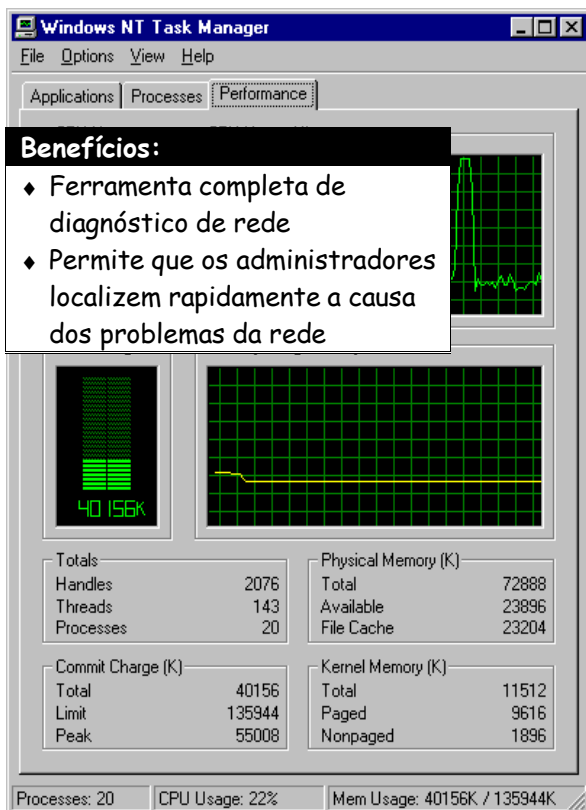 Windows NT Task Manager
File Options View Help
Applications Processes Performance
Benefícios:
♦ Ferramenta completa de
diagnóstico de rede
♦ Permite que os administradores
localizem rapidamente a causa
dos problemas da rede
40156K
Totals
Handles 2076
Threads 143
Processes 20
Physical Memory (K)
Total 72888
Available 23896
File Cache 23204
Commit Charge (K)
Total 40156
Limit 135944
Peak 55008
Kernel Memory (K)
Total 11512
Paged 9616
Nonpaged 1896
Processes: 20 CPU Usage: 22% Mem Usage: 40156K / 135944K